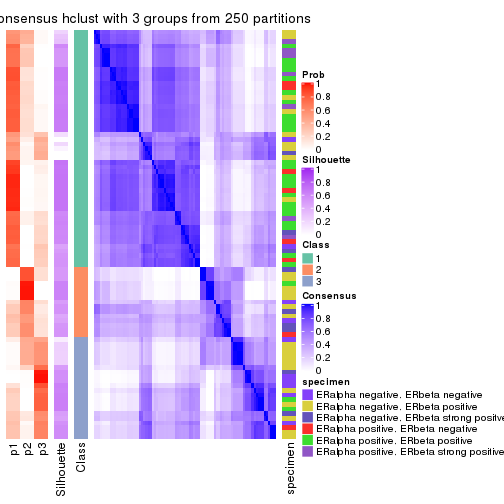 onsensus hclust with 3 groups from 250 partitions
Prob
1
0.8
0.6
0.4
0.2
0
Silhouette
1
0.8
0.6
0.4
0.2
0
Class
1
2
3
Consensus
1
0.8
0.6
0.4
0.2
0
specimen
ERalpha negative. ERbeta negative
ERalpha negative. ERbeta positive
ERalpha negative. ERbeta strong positive
ERalpha positive. ERbeta negative
ERalpha positive. ERbeta positive
ERalpha positive. ERbeta strong positive
p1
p2
p3
Silhouette
Class
specimen